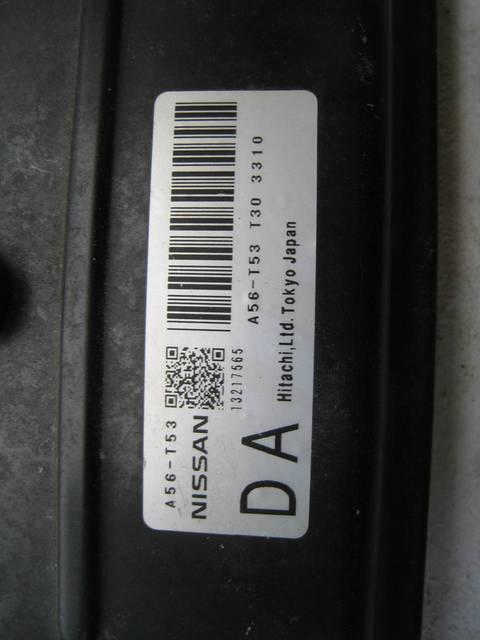 A56-T53
NISSAN
13217565
DA
A56-T53 T30 3310
Hitachi,Ltd.Tokyo Japan